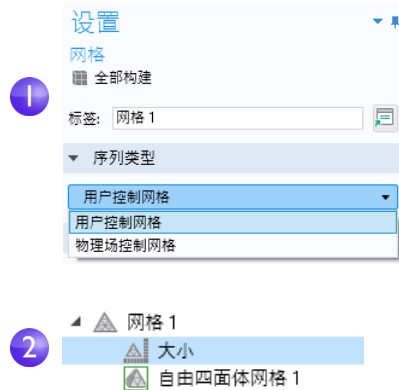 设置
网格
全部构建
1
标签: 网格 1
序列类型
用户控制网格
用户控制网格
物理场控制网格
2
网格 1
大小
自由四面体网格 1